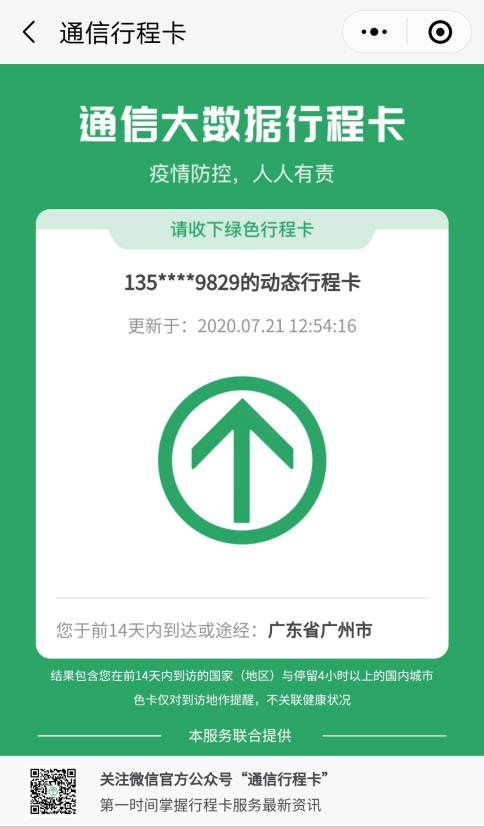 通信行程卡
通信大数据行程卡
疫情防控，人人有责
请收下绿色行程卡
135****9829的动态行程卡
更新于：2020.07.21 12:54:16
您于前14天内到达或途经：广东省广州市
结果包含您在前14天内到访的国家（地区）与停留4小时以上的国内城市
色卡仅对到访地作提醒，不关联健康状况
本服务联合提供
关注微信官方公众号“通信行程卡”
第一时间掌握行程卡服务最新资讯